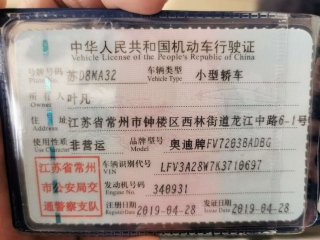 中华人民共和国机动车行驶证
Vehicle License of the People's Republic of China
号牌号码 苏D8MA32 车辆类型 小型轿车
Plate No. Vehicle Type
所有人 叶凡
Owner
住址 江苏省常州市钟楼区西林街道龙江中路6-1号
Address
使用性质 非营运 品牌型号 奥迪牌FV7203BADBG
Use Character Model
江苏省常州市公安局交通警察支队
车辆识别代号 LFV3A28W7K3710697
VIN
发动机号码 340931
Engine No.
注册日期 2019-04-28 发证日期 2019-04-28
Register Date Issue Date